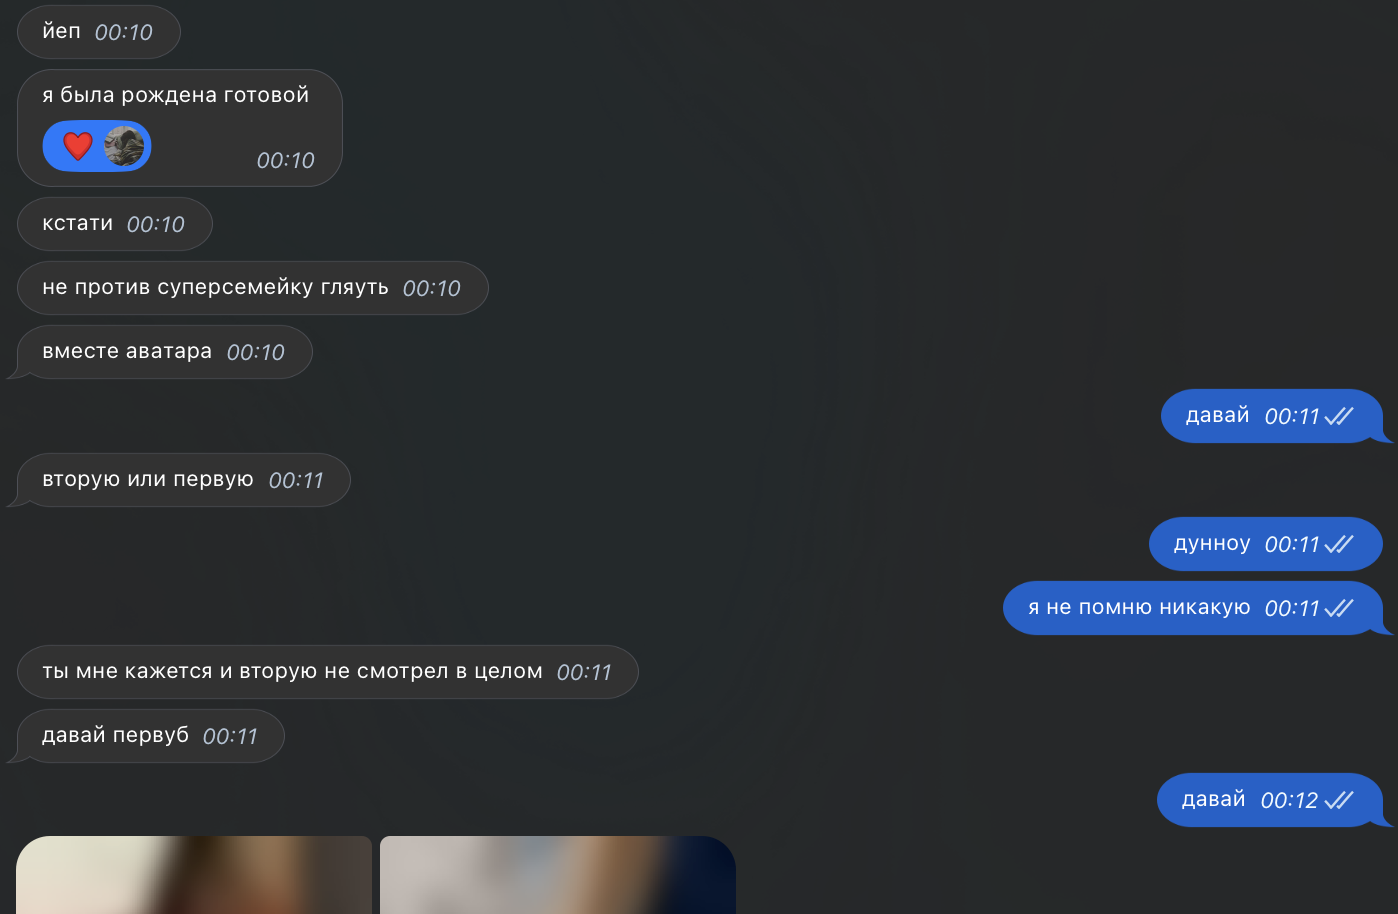 йеп 00:10
я была рождена готовой
00:10
кстати 00:10
не против суперсемейку гляуть 00:10
вместе аватара 00:10
давай 00:11
вторую или первую 00:11
дунноу 00:11
я не помню никакую 00:11
ты мне кажется и вторую не смотрел в целом 00:11
давай первуб 00:11
давай 00:12